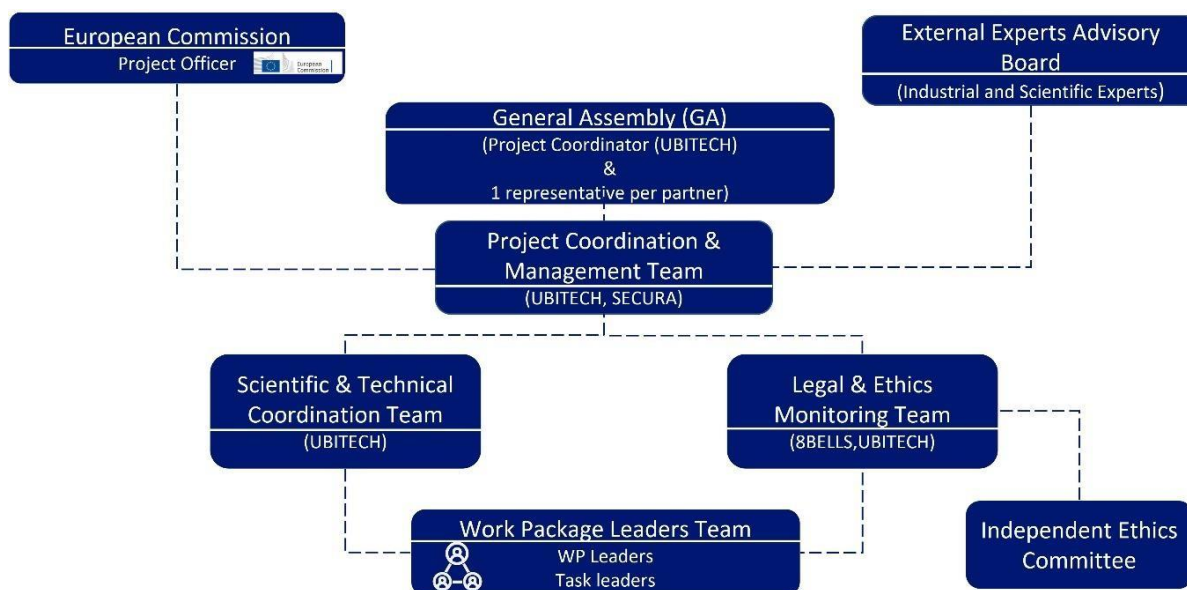 European Commission
Project Officer
European
Commission
External Experts Advisory
Board
(Industrial and Scientific Experts)
General Assembly (GA)
(Project Coordinator (UBITECH)
&
1 representative per partner)
Project Coordination &
Management Team
(UBITECH, SECURA)
Scientific & Technical
Coordination Team
(UBITECH)
Legal & Ethics
Monitoring Team
(8BELLS,UBITECH)
Work Package Leaders Team
WP Leaders
Task leaders
Independent Ethics
Committee